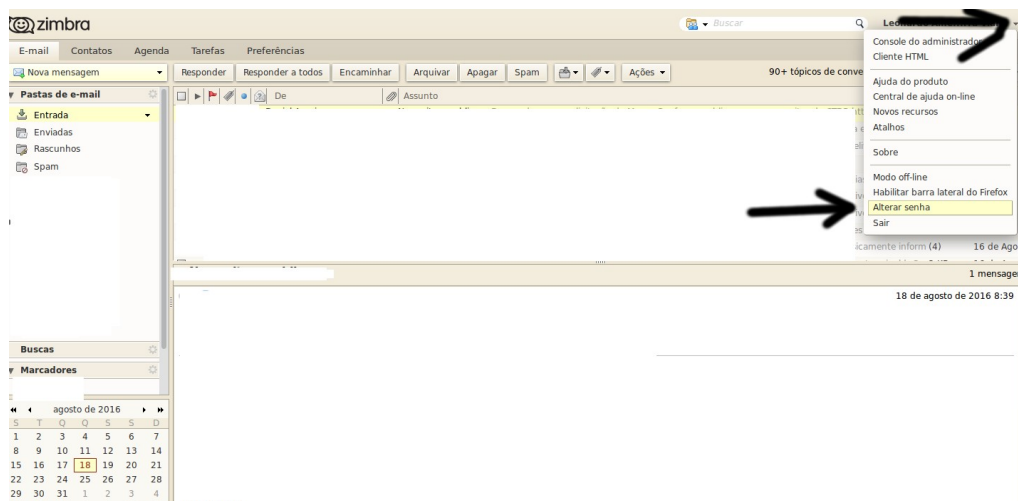 zimbra
Buscar
Leon
E-mail Contatos Agenda Tarefas Preferências
Nova mensagem
Responder Responder a todos Encaminhar Arquivar Apagar Spam Ações 90+ tópicos de conve
Pastas de e-mail
De Assunto
Entrada
Enviadas
Rascunhos
Spam
Console do administrador
Cliente HTML
Ajuda do produto
Central de ajuda on-line
Novos recursos
Atalhos
Sobre
Modo off-line
Habilitar barra lateral do Firefox
Alterar senha
Sair
icamente inform (4) 16 de Ago
1 mensage
18 de agosto de 2016 8:39
Buscas
Marcadores
agosto de 2016
S T Q Q S S D
1 2 3 4 5 6 7
8 9 10 11 12 13 14
15 16 17 18 19 20 21
22 23 24 25 26 27 28
29 30 31 1 2 3 4